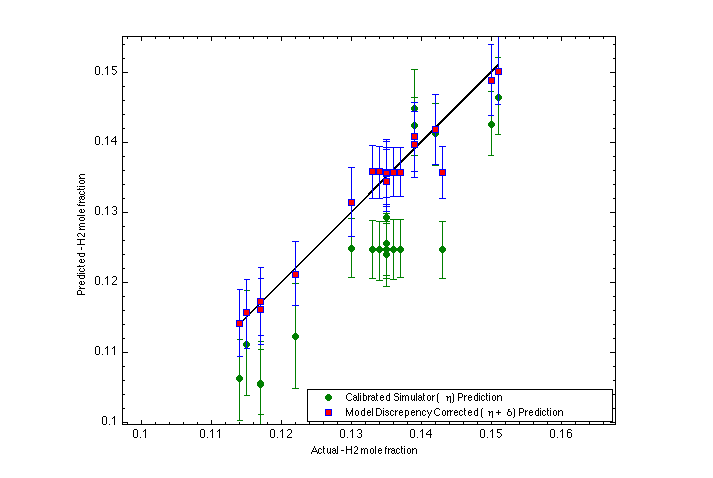 0.15
0.14
0.13
0.12
0.11
0.1
Predicted - H2 mole fraction
0.1 0.11 0.12 0.13 0.14 0.15 0.16
Actual - H2 mole fraction
Calibrated Simulator ( η) Prediction
Model Discrepency Corrected ( η + δ) Prediction